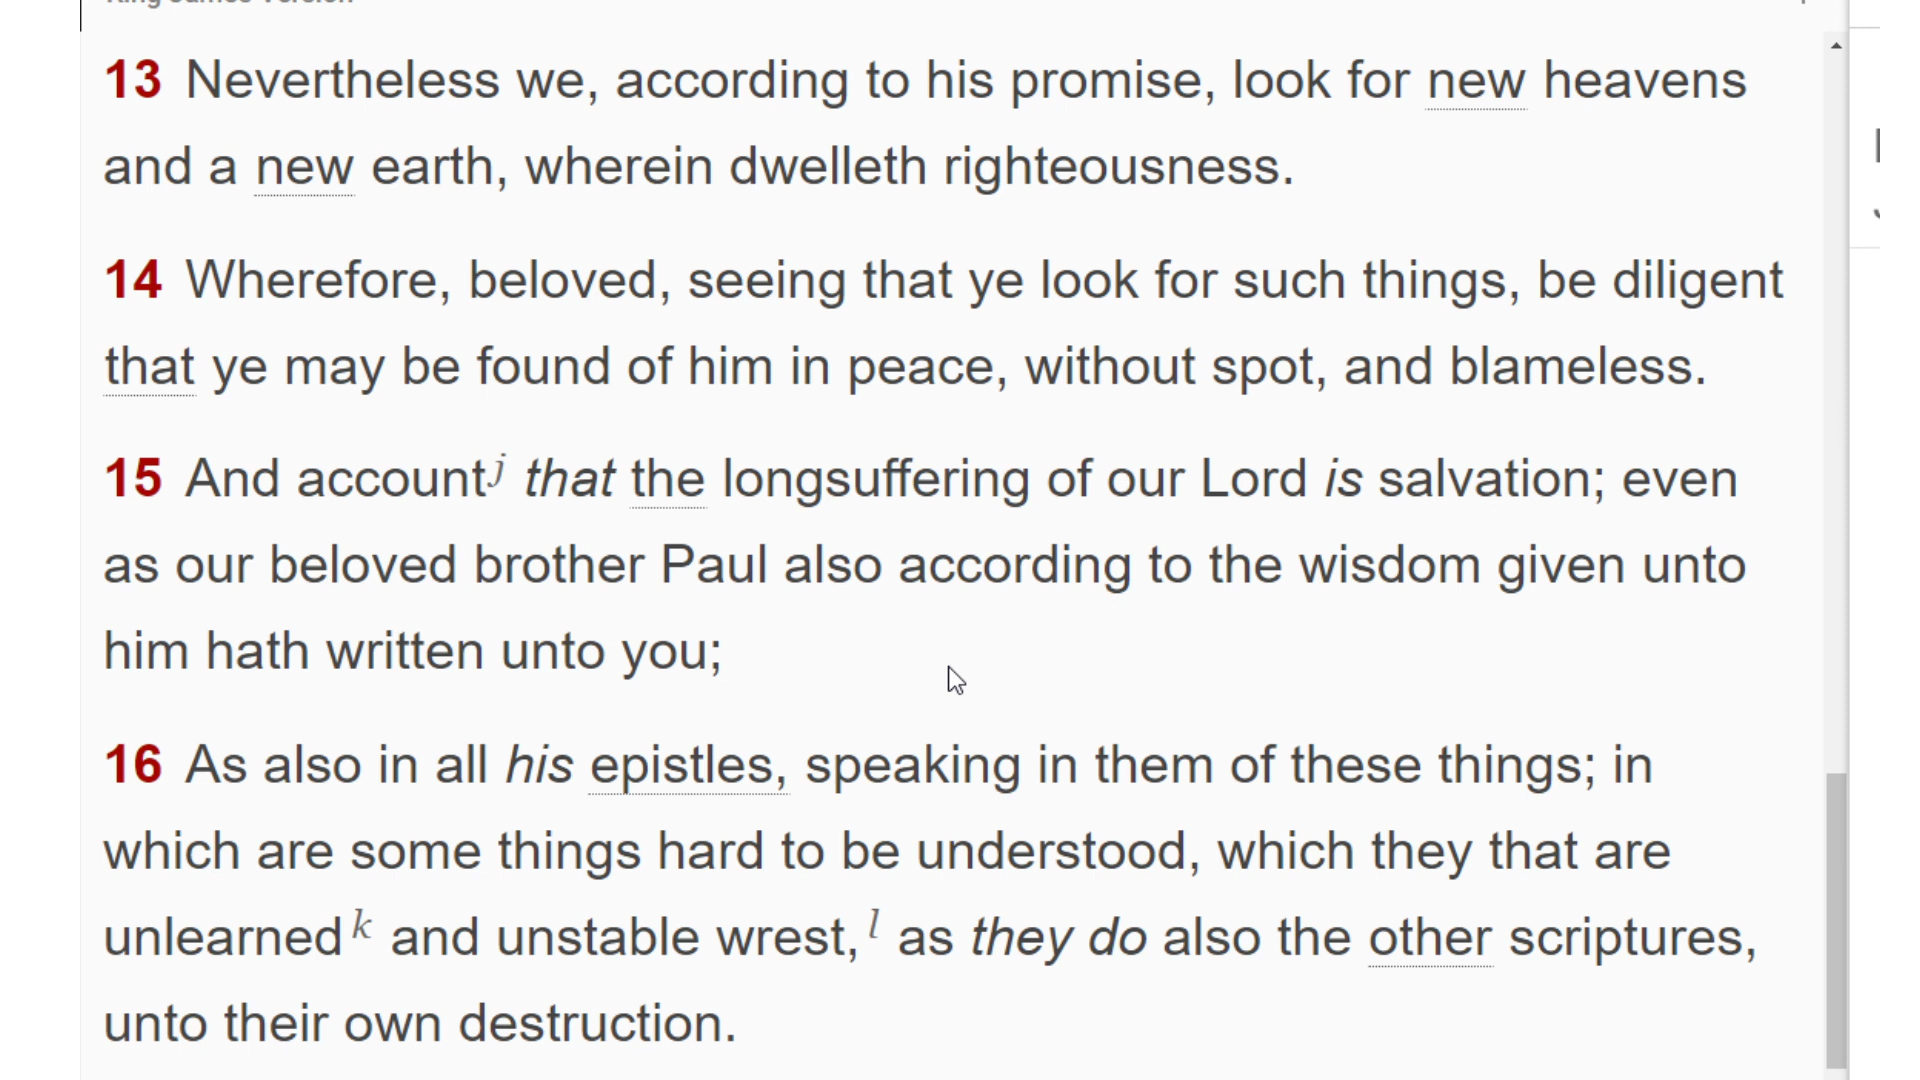 King James Version
13 Nevertheless we, according to his promise, look for new heavens
and a new earth, wherein dwelleth righteousness.
14 Wherefore, beloved, seeing that ye look for such things, be diligent
that ye may be found of him in peace, without spot, and blameless.
15 And account j that the longsuffering of our Lord is salvation; even
as our beloved brother Paul also according to the wisdom given unto
him hath written unto you;
16 As also in all his epistles, speaking in them of these things; in
which are some things hard to be understood, which they that are
unlearned k and unstable wrest, l as they do also the other scriptures,
unto their own destruction.